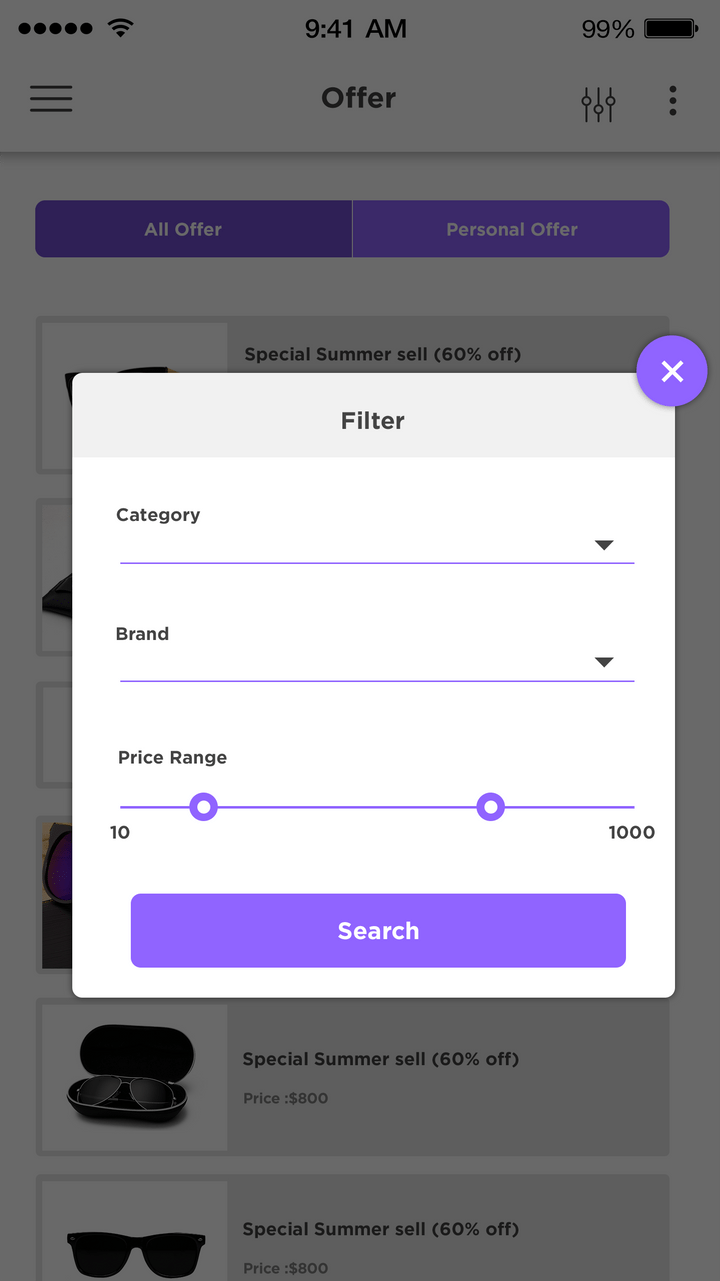 9:41 AM
99%
Offer
All Offer
Personal Offer
Special Summer sell (60% off)
Filter
Category
Brand
Price Range
10
1000
Search
Special Summer sell (60% off)
Price :$800
Special Summer sell (60% off)
Price :$800